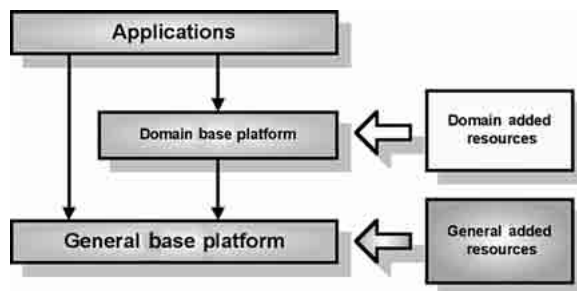 Applications
Domain base platform
Domain added
resources
General base platform
General added
resources